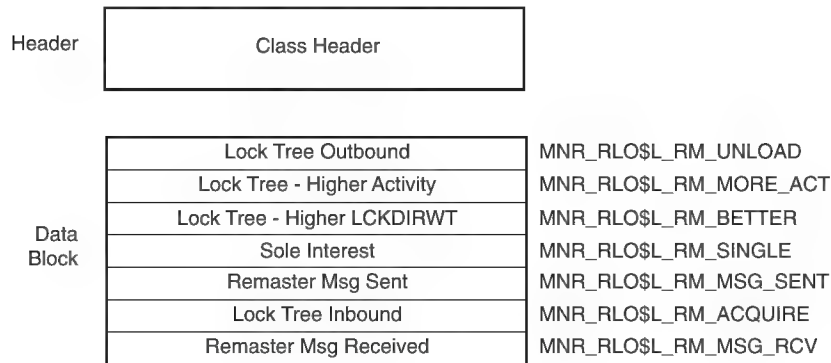 Header
Class Header
Data
Block
Lock Tree Outbound MNR_RLO$L_RM_UNLOAD
Lock Tree - Higher Activity MNR_RLO$L_RM_MORE_ACT
Lock Tree - Higher LCKDIRWT MNR_RLO$L_RM_BETTER
Sole Interest MNR_RLO$L_RM_SINGLE
Remaster Msg Sent MNR_RLO$L_RM_MSG_SENT
Lock Tree Inbound MNR_RLO$L_RM_ACQUIRE
Remaster Msg Received MNR_RLO$L_RM_MSG_RCV